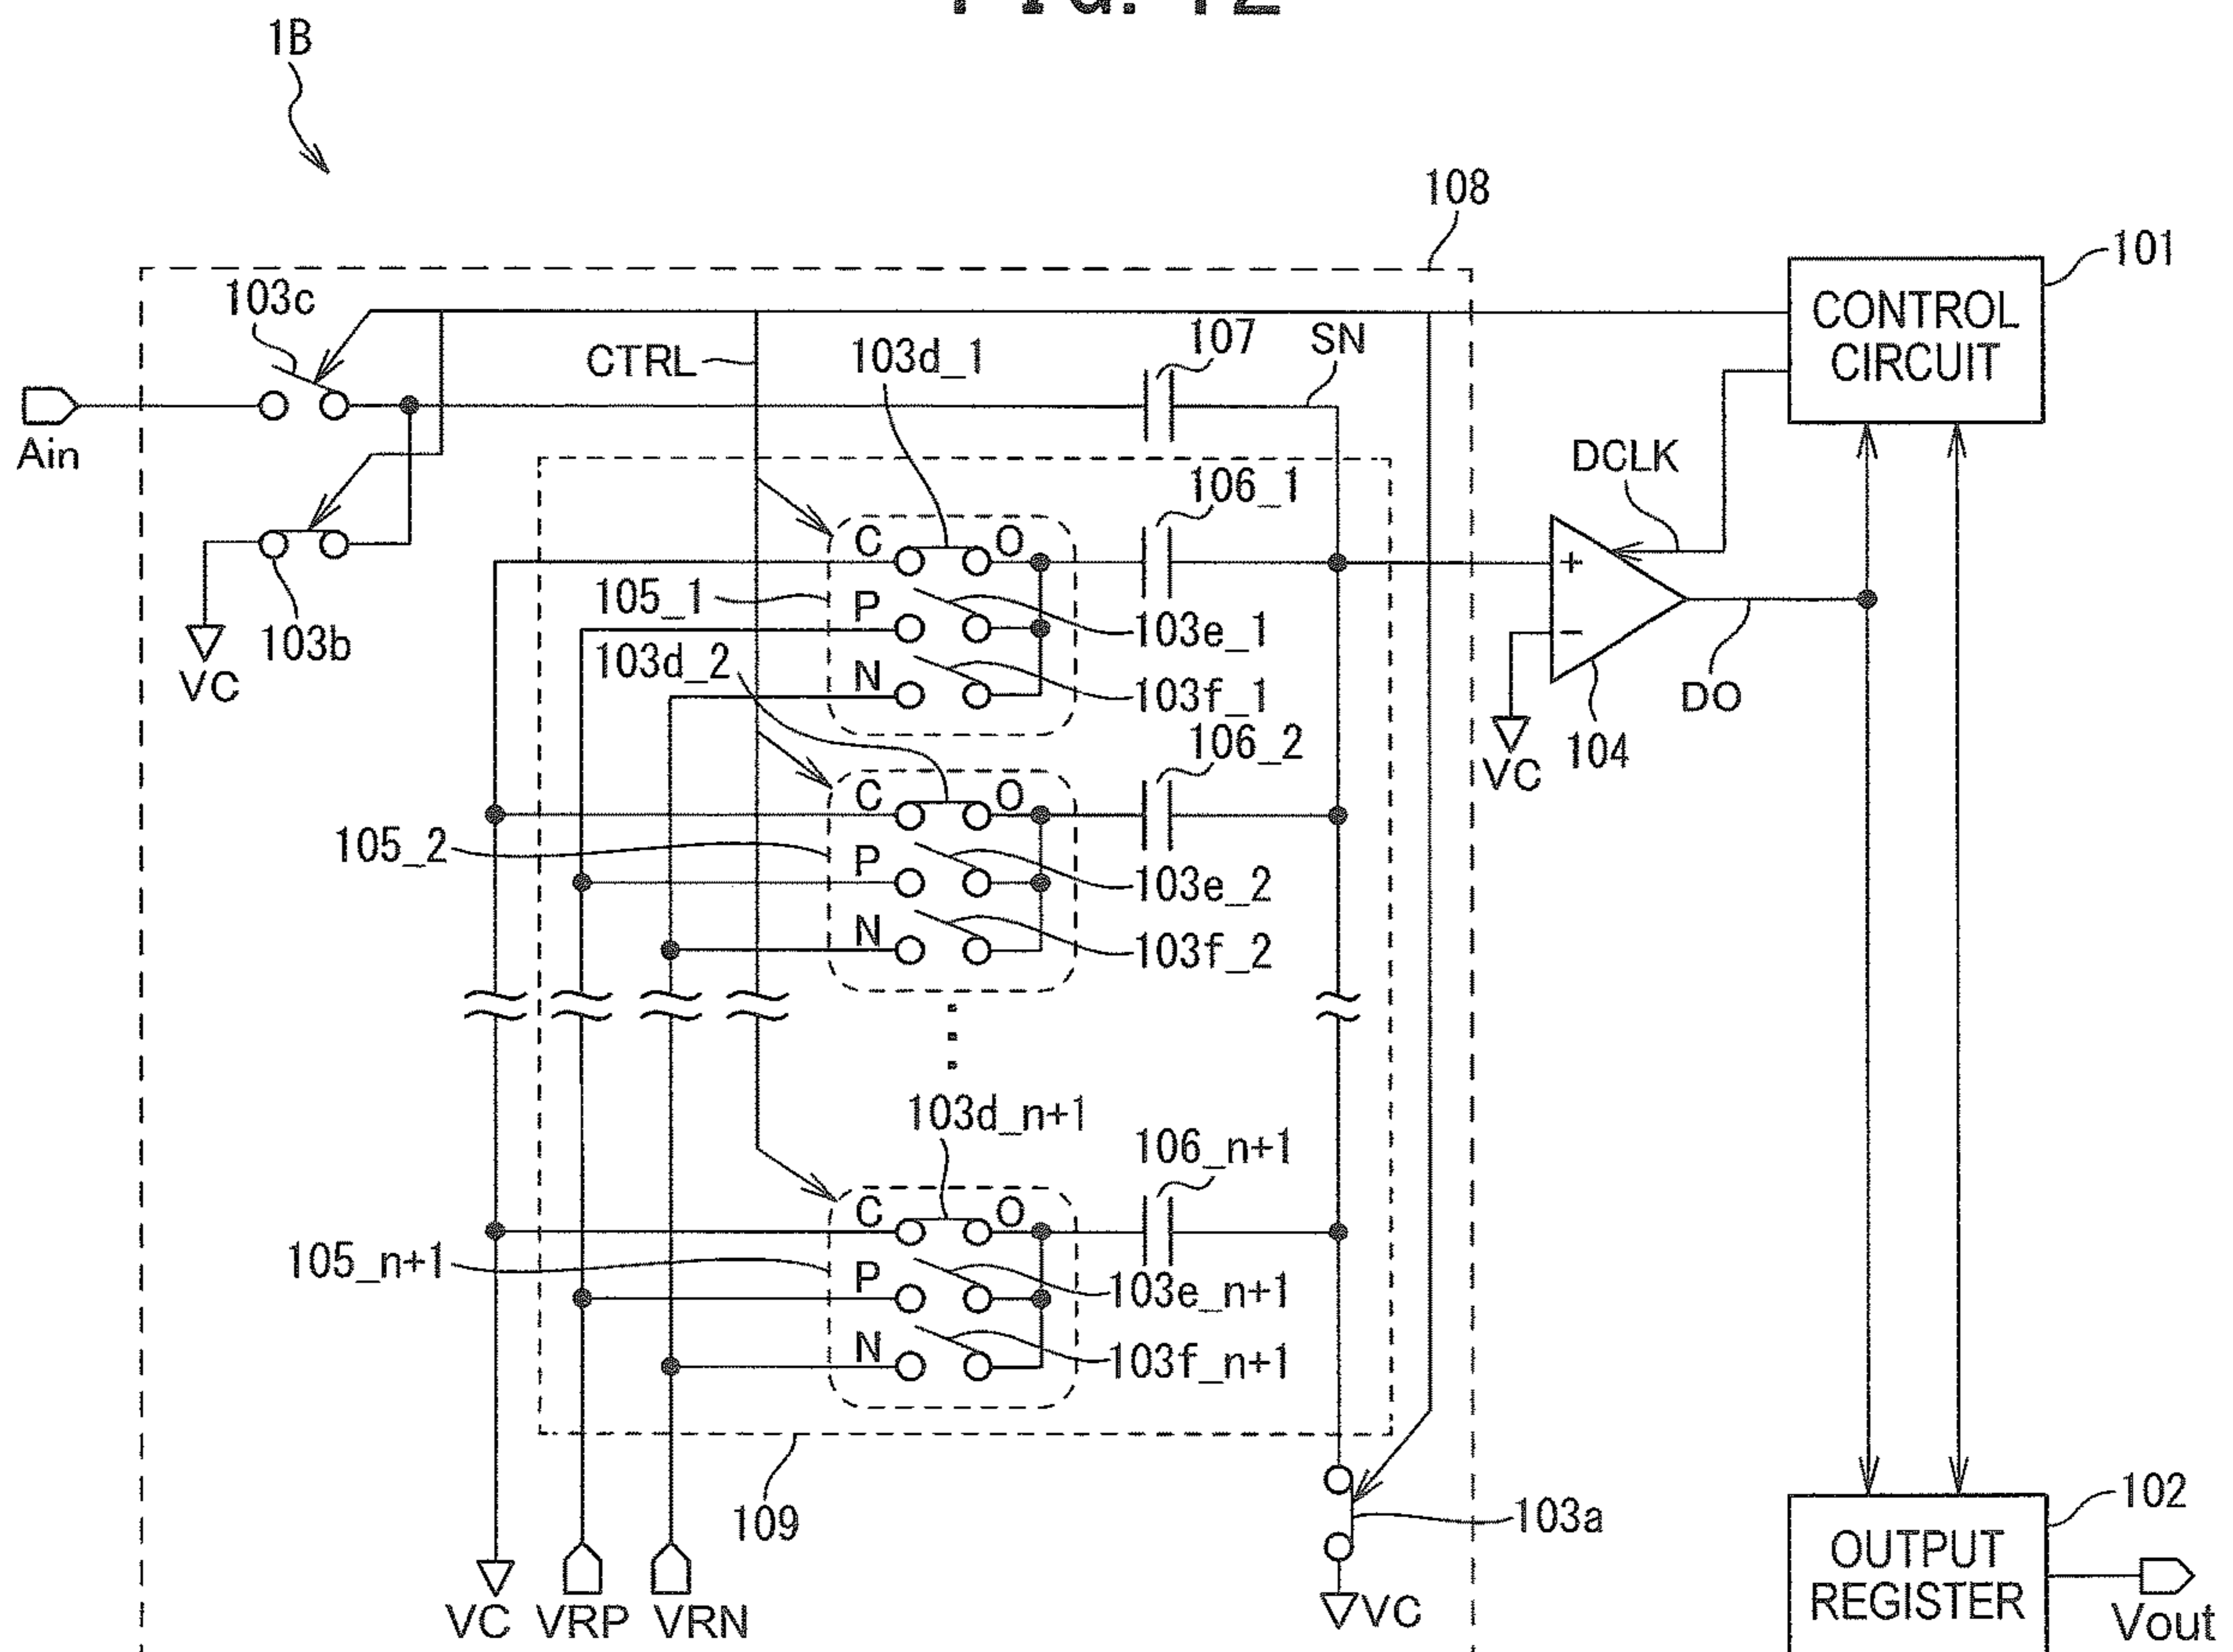 FIG. 12
1B
108
101
103c
CONTROL
CIRCUIT
CTRL
103d_1
107
SN
Ain
DCLK
106_1
C
O
+
105_1
P
103e_1
103b
103d_2
N
103f_1
−
DO
VC
106_2
VC
104
C
O
105_2
P
103e_2
N
103f_2
103d_n+1
106_n+1
C
O
105_n+1
P
103e_n+1
N
103f_n+1
109
103a
102
OUTPUT
REGISTER
VC
VRP
VRN
VC
Vout